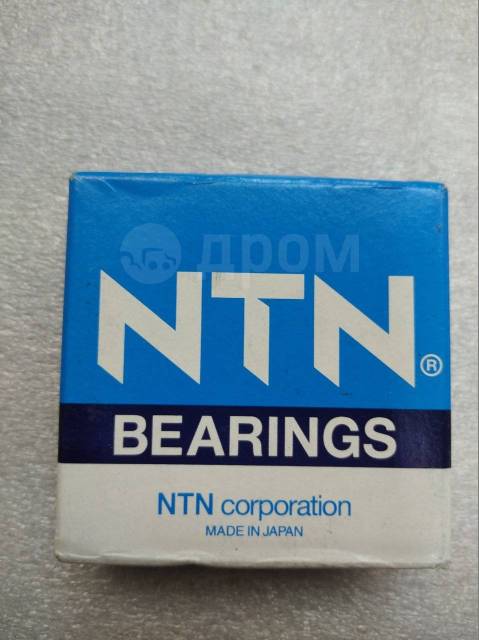 дром
NTN®
BEARINGS
NTN corporation
MADE IN JAPAN